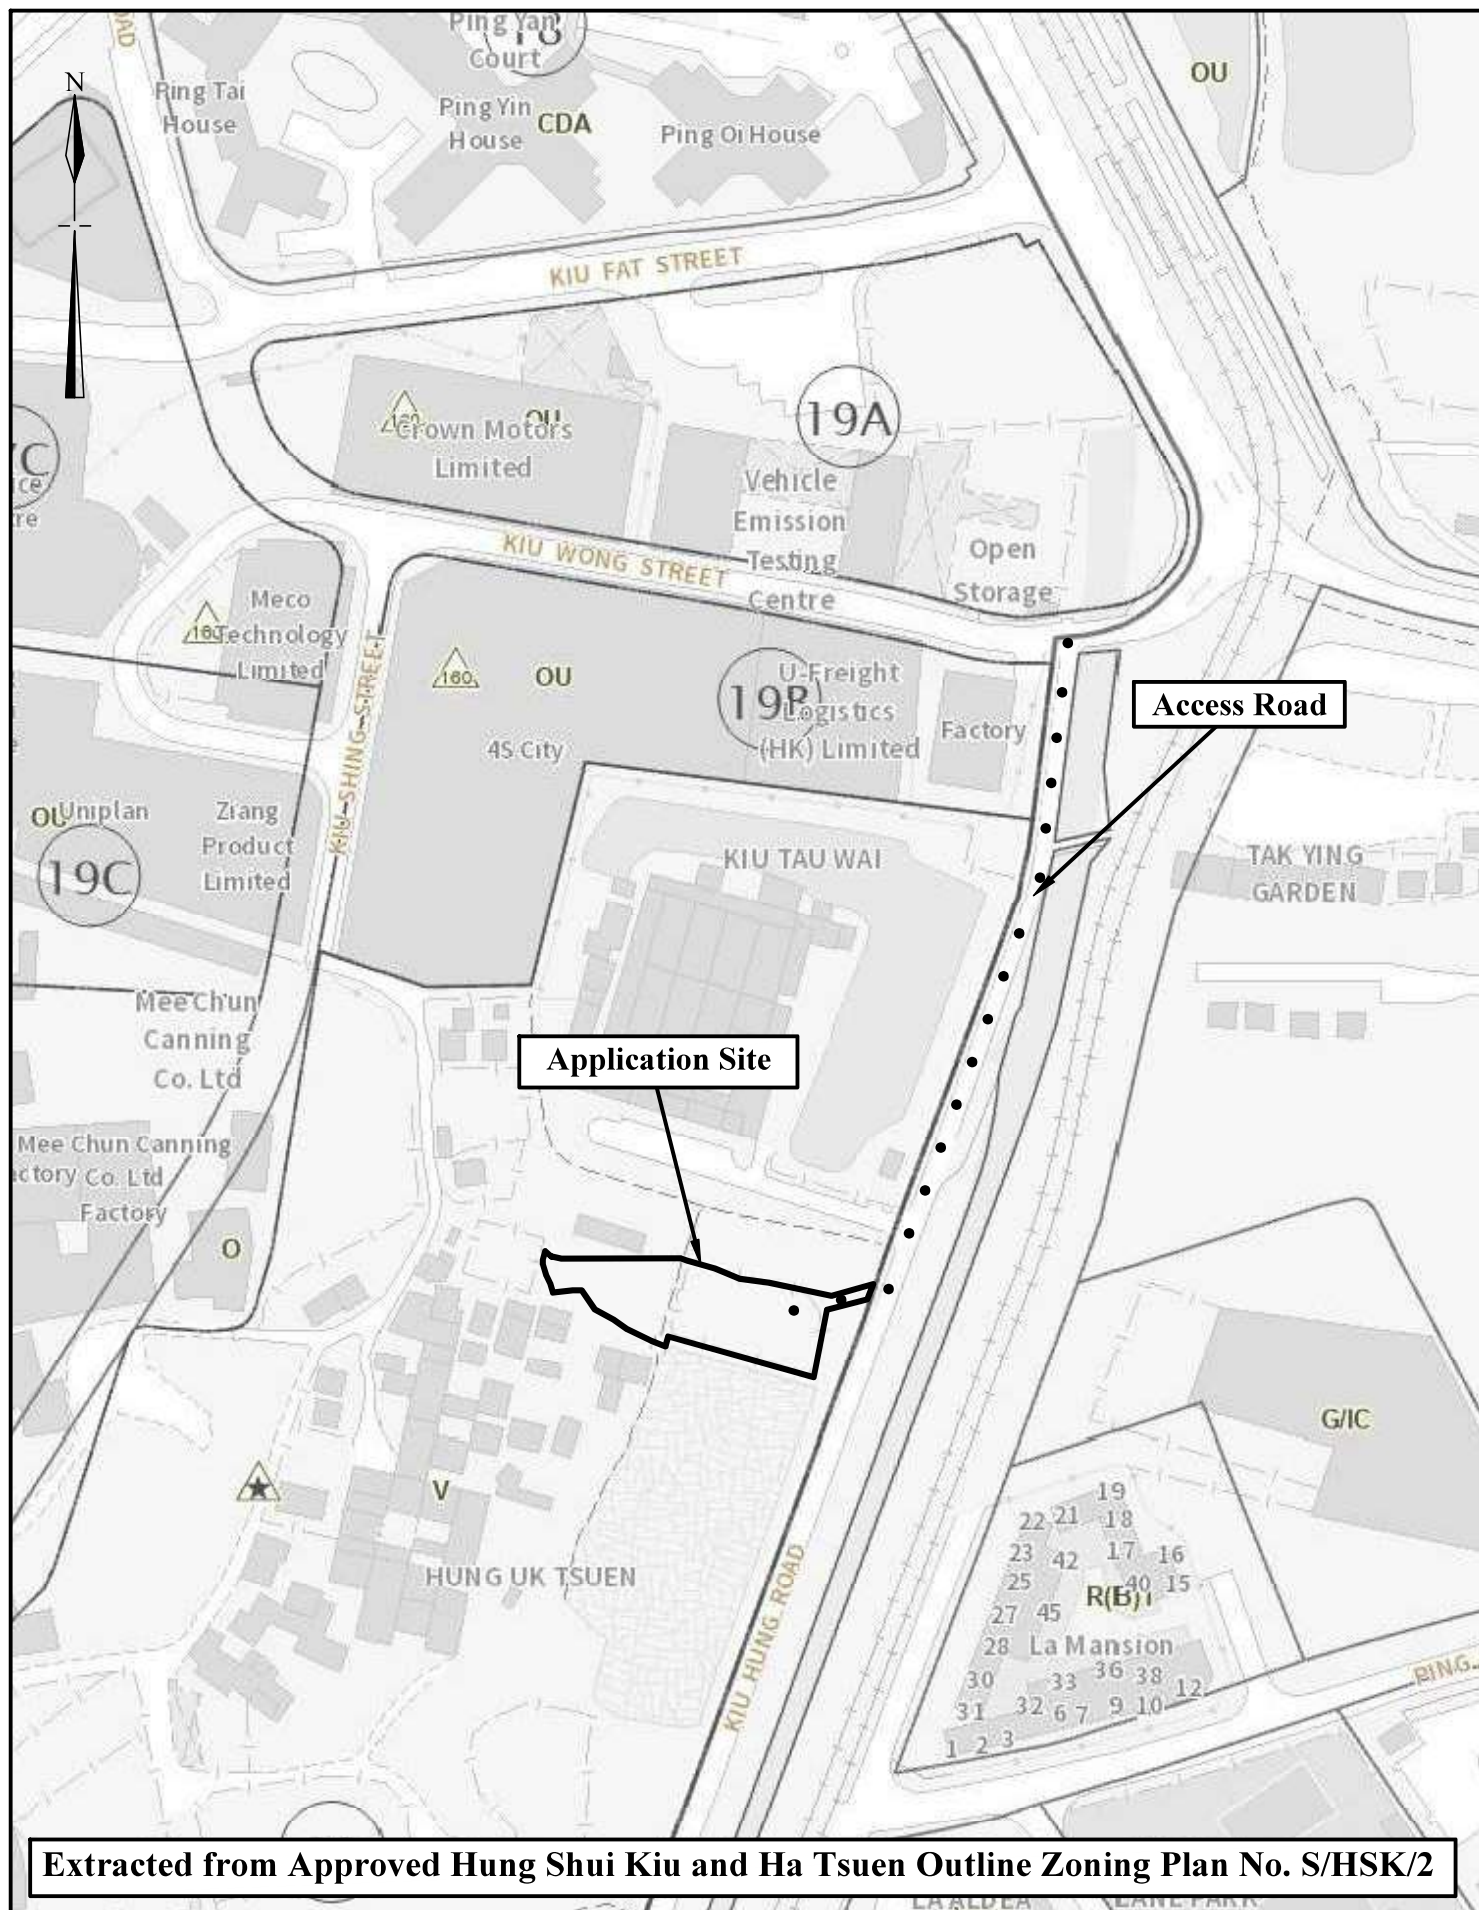 Ping Yan
Court
18
OU
N
Ping Tai
House
Ping Yin
House
CDA
Ping Oi House
KIU FAT STREET
19A
OU
Crown Motors
Limited
Vehicle
Emission
Testing
Centre
KIU WONG STREET
Open
Storage
Meco
Technology
Limited
160
OU
19B
U-Freight
Logistics
(HK) Limited
Factory
Access Road
4S City
KIU SHING STREET
OU
Uniplan
Ziang
Product
Limited
19C
KIU TAU WAI
TAK YING
GARDEN
Mee Chun
Canning
Co. Ltd
Application Site
Mee Chun Canning
Co. Ltd
Factory
O
G/IC
V
HUNG UK TSUEN
KIU HUNG ROAD
19
22 21 18
23 42 17 16
25 40 15
27 45
28 La Mansion
30 33 36 38 12
31 32 6 7 9 10
1 2 3
PING
Extracted from Approved Hung Shui Kiu and Ha Tsuen Outline Zoning Plan No. S/HSK/2